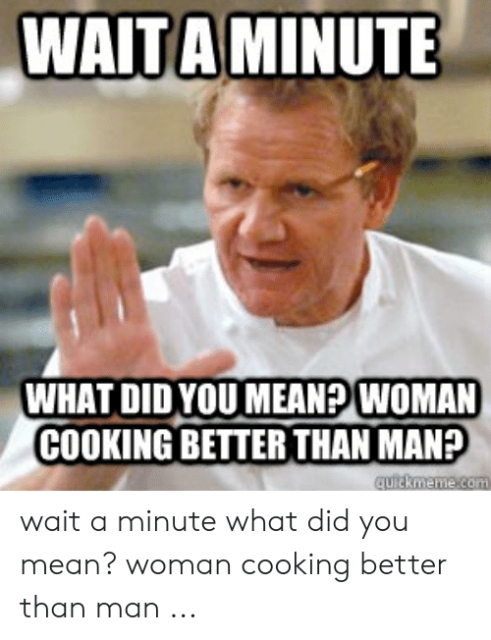 WAIT A MINUTE
WHAT DID YOU MEAN? WOMAN
COOKING BETTER THAN MAN?
quickmeme.com
wait a minute what did you
mean? woman cooking better
than man ...